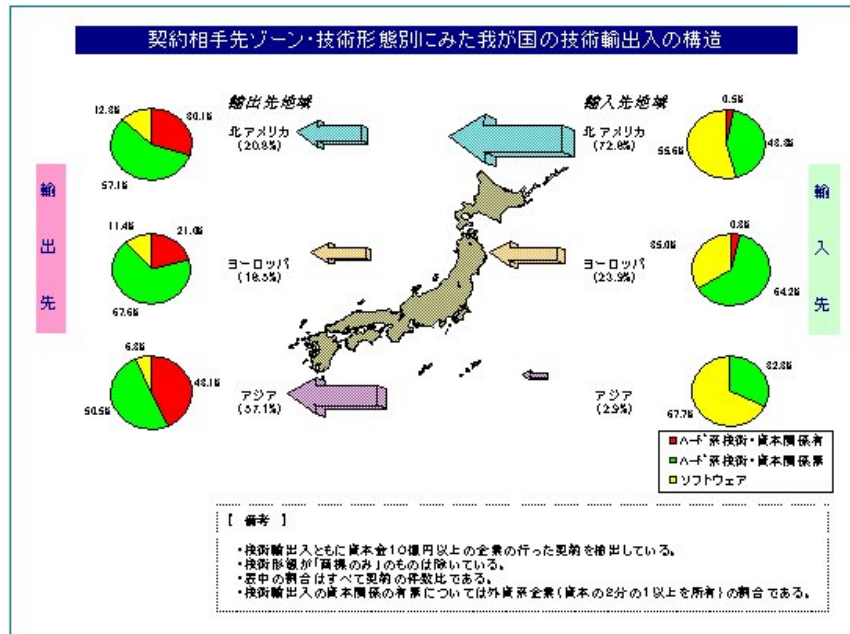 契約相手先ゾーン・技術形態別にみた我が国の技術輸出入の構造
輸出先地域
輸入先地域
12.8%
30.1%
57.1%
北アメリカ
(20.8%)
北アメリカ
(72.8%)
0.5%
55.6%
輸出先
輸入先
11.4%
21.0%
67.6%
ヨーロッパ
ヨーロッパ
(23.9%)
0.8%
35.0%
64.2%
6.8%
50.5%
アジア
アジア
(2.9%)
67.7%
ハード系技術・資本関係有
ハード系技術・資本関係無
ソフトウェア
【 備考 】
・技術輸出入ともに資本金10億円以上の企業の行った契約を抽出している。
・技術形態が「商標のみ」のものは除いている。
・表中の割合はすべて契約の件数比である。
・技術輸出入の資本関係の有無については外資系企業(資本の2分の1以上を所有)の割合である。